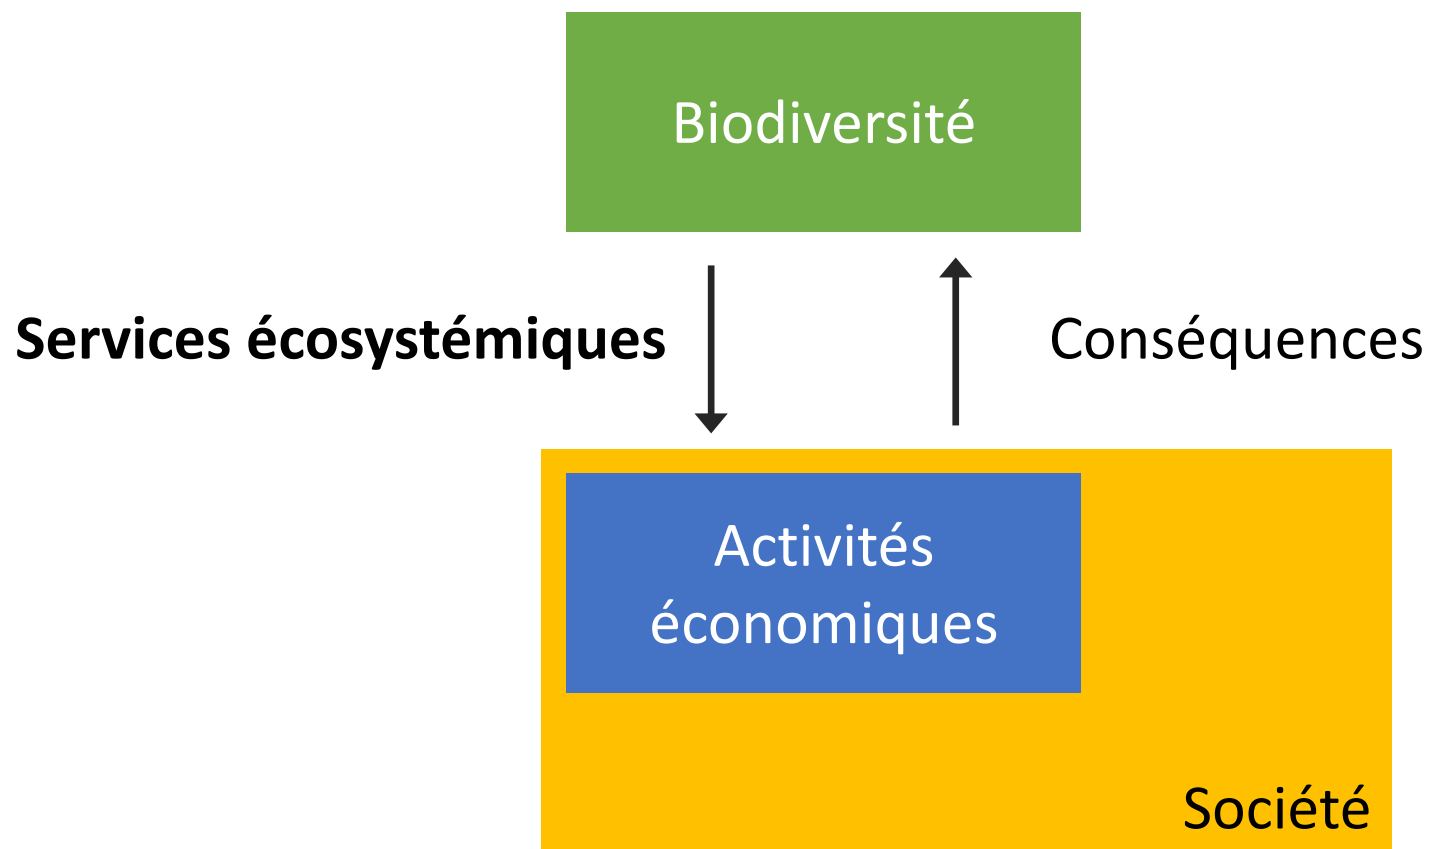 Biodiversité
Services écosystémiques
Conséquences
Activités
économiques
Société